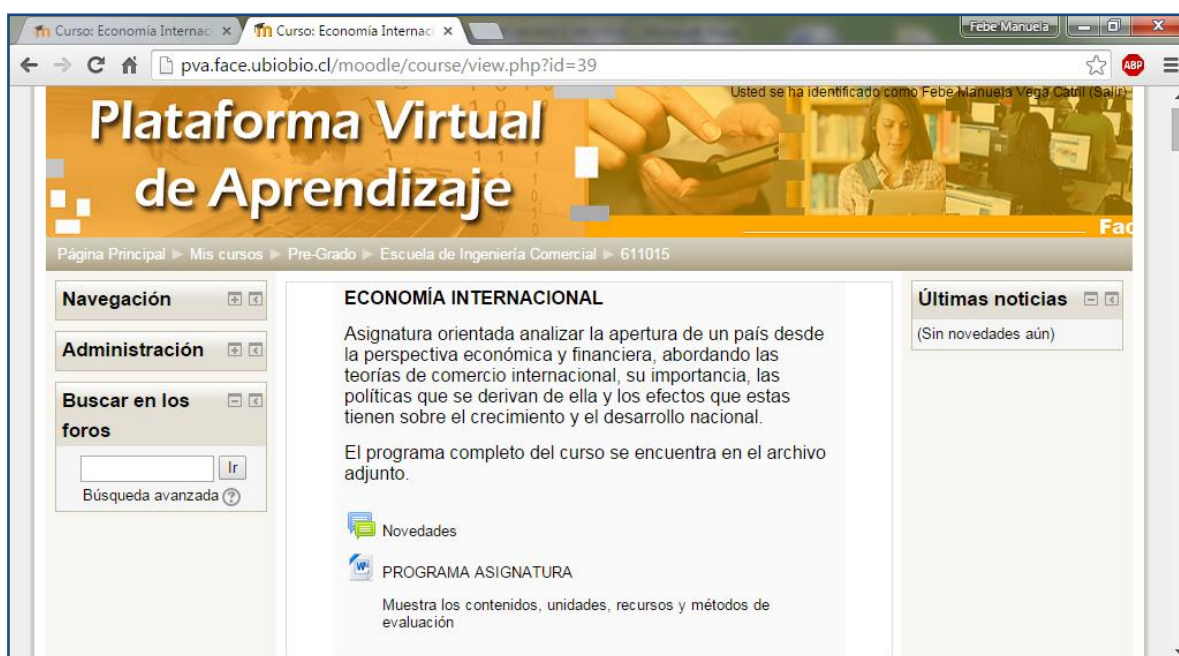 Curso: Economía Internaci
Curso: Economía Internaci
Febe Manuela
pva.face.ubiobio.cl/moodle/course/view.php?id=39
ABP
Usted se ha identificado como Febe Manuela Vega Catril (Salir)
Plataforma Virtual
de Aprendizaje
Fac
Página Principal ► Mis cursos ► Pre-Grado ► Escuela de Ingeniería Comercial ► 611015
Navegación
Administración
Buscar en los
foros
Ir
Búsqueda avanzada
ECONOMÍA INTERNACIONAL
Asignatura orientada analizar la apertura de un país desde
la perspectiva económica y financiera, abordando las
teorías de comercio internacional, su importancia, las
políticas que se derivan de ella y los efectos que estas
tienen sobre el crecimiento y el desarrollo nacional.
El programa completo del curso se encuentra en el archivo
adjunto.
Novedades
PROGRAMA ASIGNATURA
Muestra los contenidos, unidades, recursos y métodos de
evaluación
Últimas noticias
(Sin novedades aún)